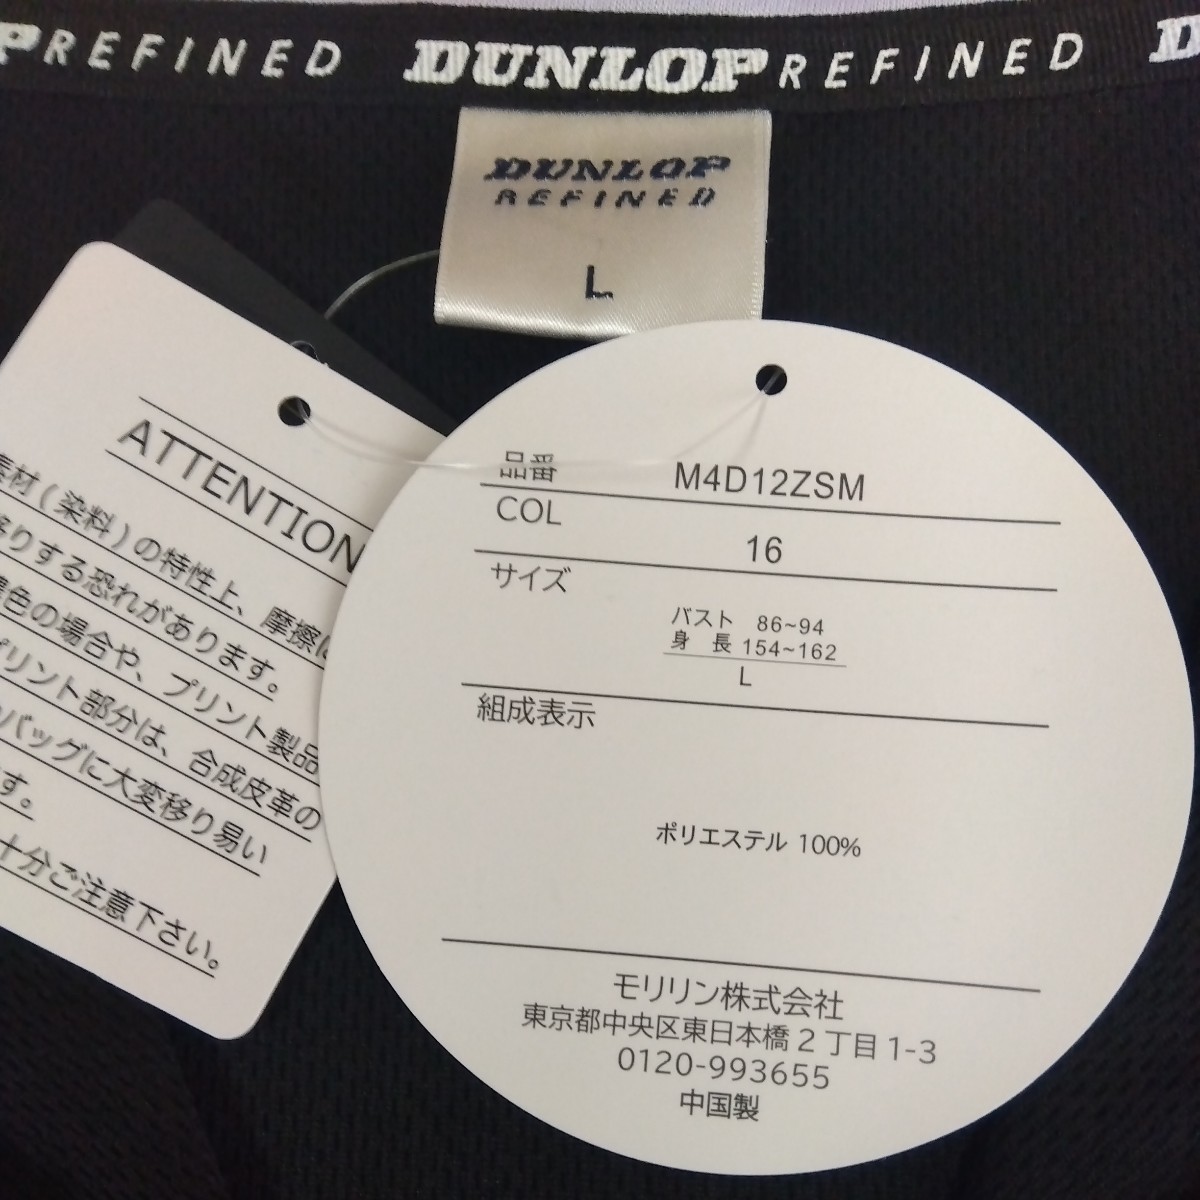 REFINED DUNLOP REFINED
DUNLOP
REFINED
L
ATTENTION
素材(染料)の特性上、摩擦に
移りする恐れがあります。
色の場合や、プリント製品
プリント部分は、合成皮革の
バッグに大変移り易い
す。
十分ご注意下さい。
品番 M4D12ZSM
COL
16
サイズ
バスト 86~94
身 長 154~162
L
組成表示
ポリエステル 100%
モリリン株式会社
東京都中央区東日本橋2丁目1-3
0120-993655
中国製